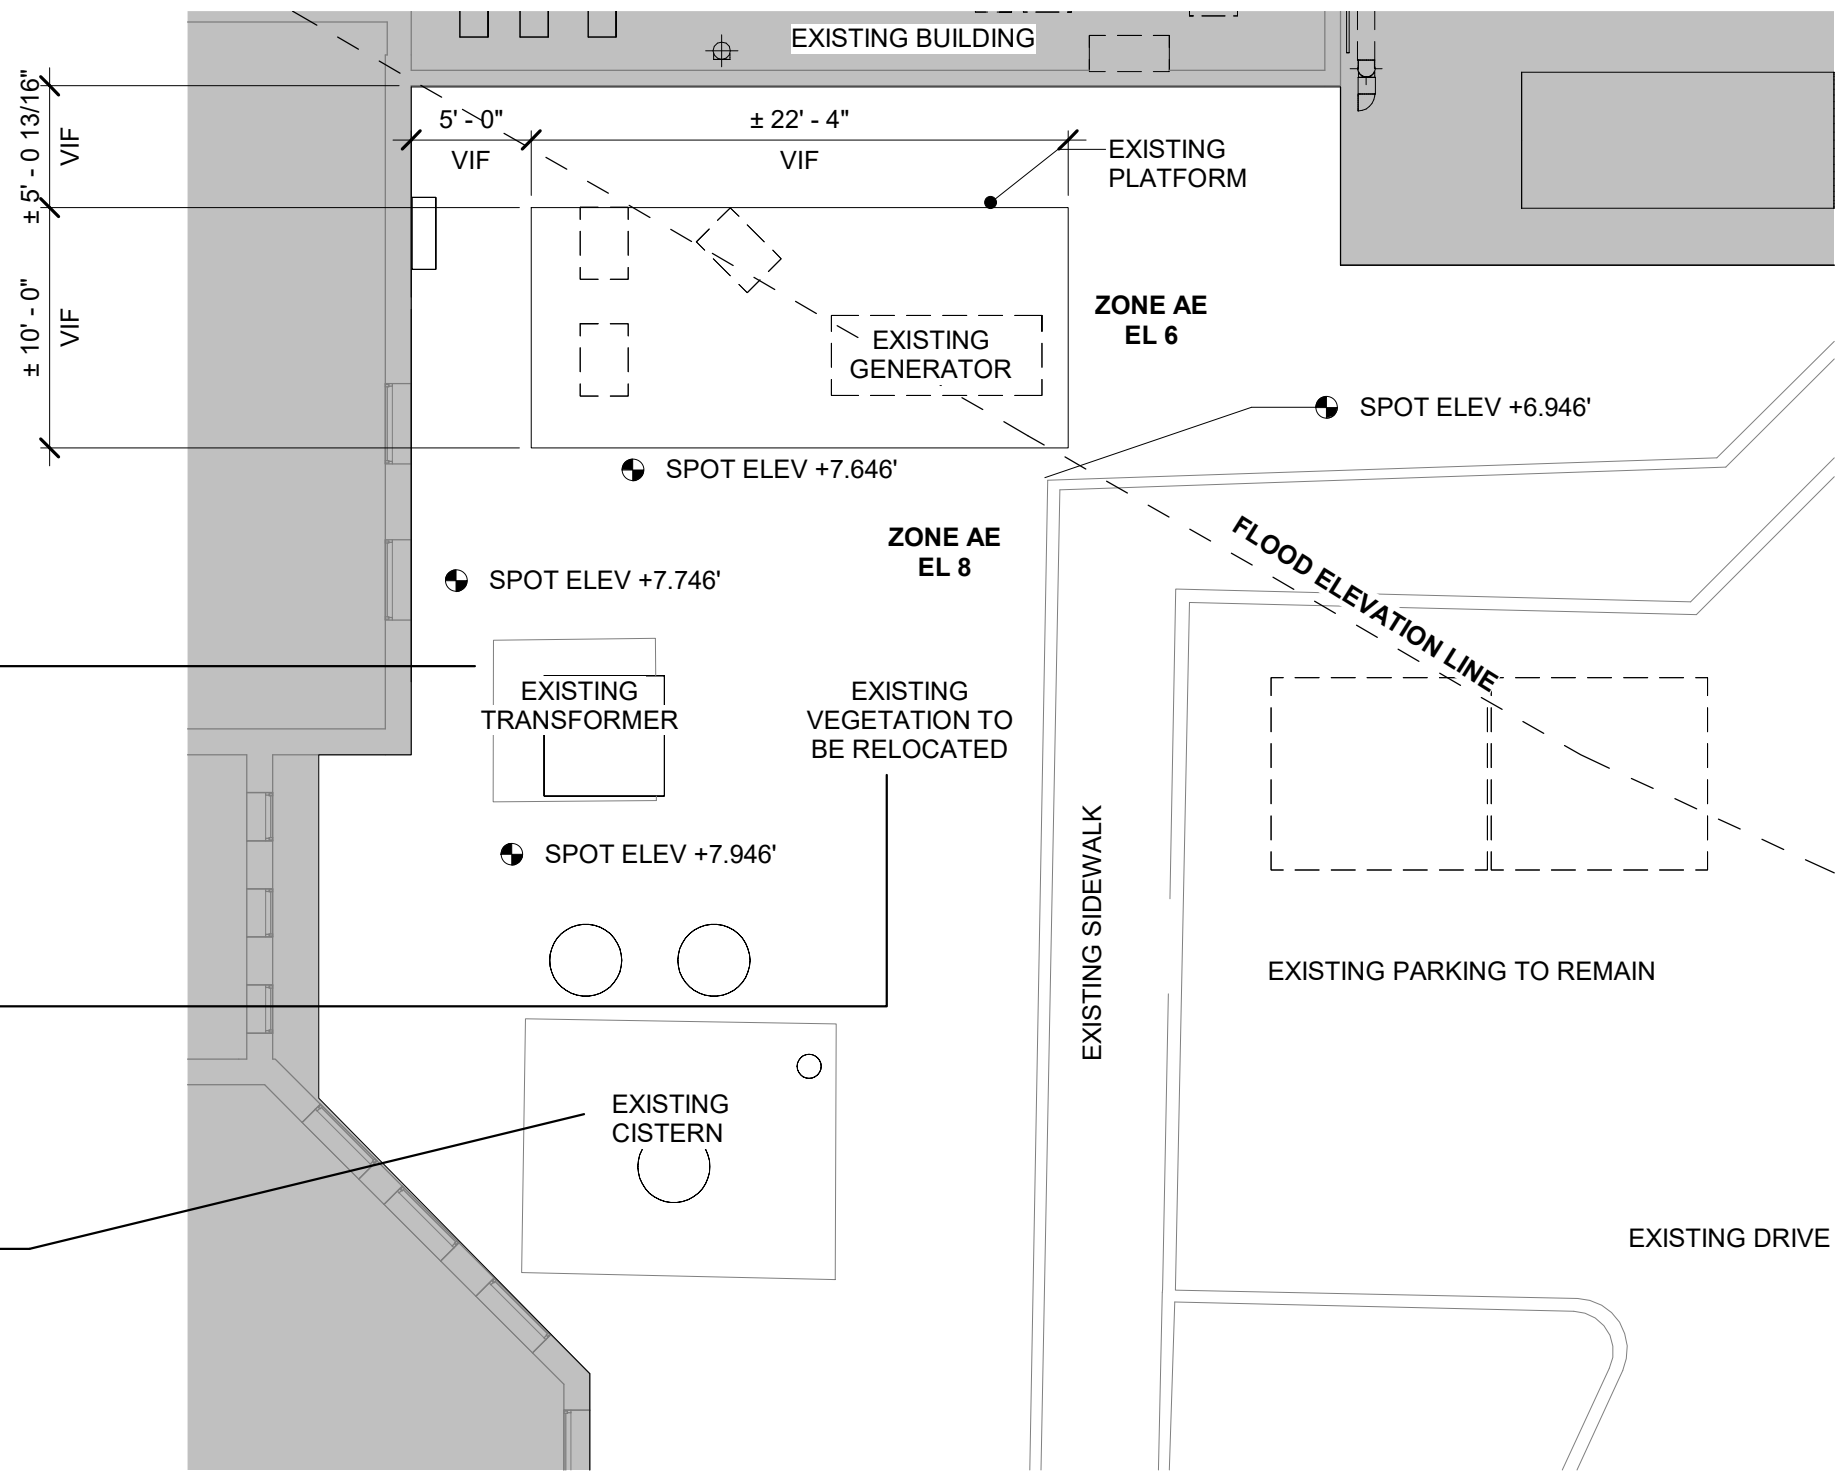 EXISTING BUILDING
± 5' - 0 13/16"
VIF
5' - 0"
VIF
± 22' - 4"
VIF
EXISTING
PLATFORM
± 10' - 0"
VIF
ZONE AE
EL 6
EXISTING
GENERATOR
SPOT ELEV +6.946'
SPOT ELEV +7.646'
ZONE AE
EL 8
FLOOD ELEVATION LINE
SPOT ELEV +7.746'
EXISTING
TRANSFORMER
EXISTING
VEGETATION TO
BE RELOCATED
SPOT ELEV +7.946'
EXISTING SIDEWALK
EXISTING PARKING TO REMAIN
EXISTING
CISTERN
EXISTING DRIVE